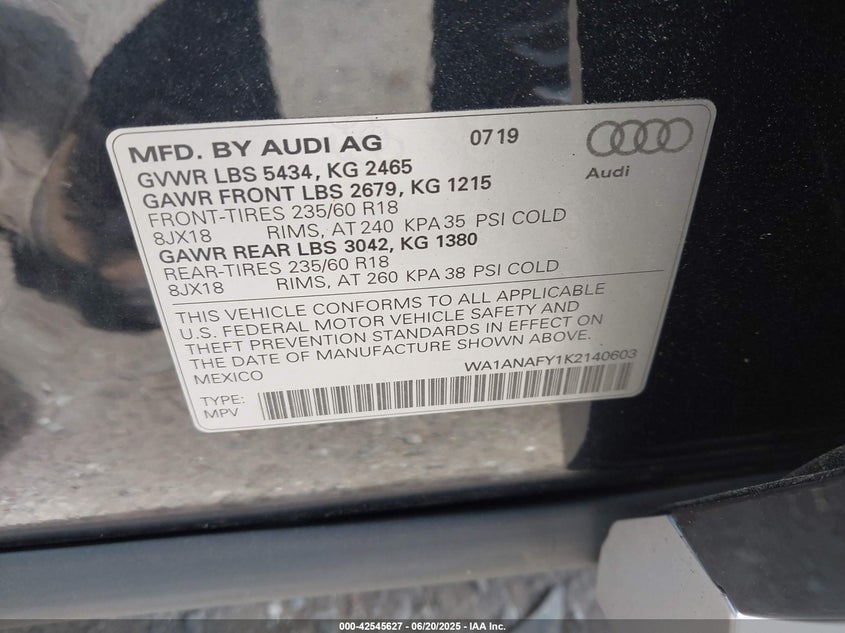 MFD. BY AUDI AG 0719
GVWR LBS 5434, KG 2465
GAWR FRONT LBS 2679, KG 1215
FRONT-TIRES 235/60 R18
8JX18 RIMS, AT 240 KPA 35 PSI COLD
GAWR REAR LBS 3042, KG 1380
REAR-TIRES 235/60 R18
8JX18 RIMS, AT 260 KPA 38 PSI COLD
Audi
THIS VEHICLE CONFORMS TO ALL APPLICABLE
U.S. FEDERAL MOTOR VEHICLE SAFETY AND
THEFT PREVENTION STANDARDS IN EFFECT ON
THE DATE OF MANUFACTURE SHOWN ABOVE.
MEXICO WA1ANAFY1K2140603
TYPE:
MPV
000-42545627 - 06/20/2025 - IAA Inc.